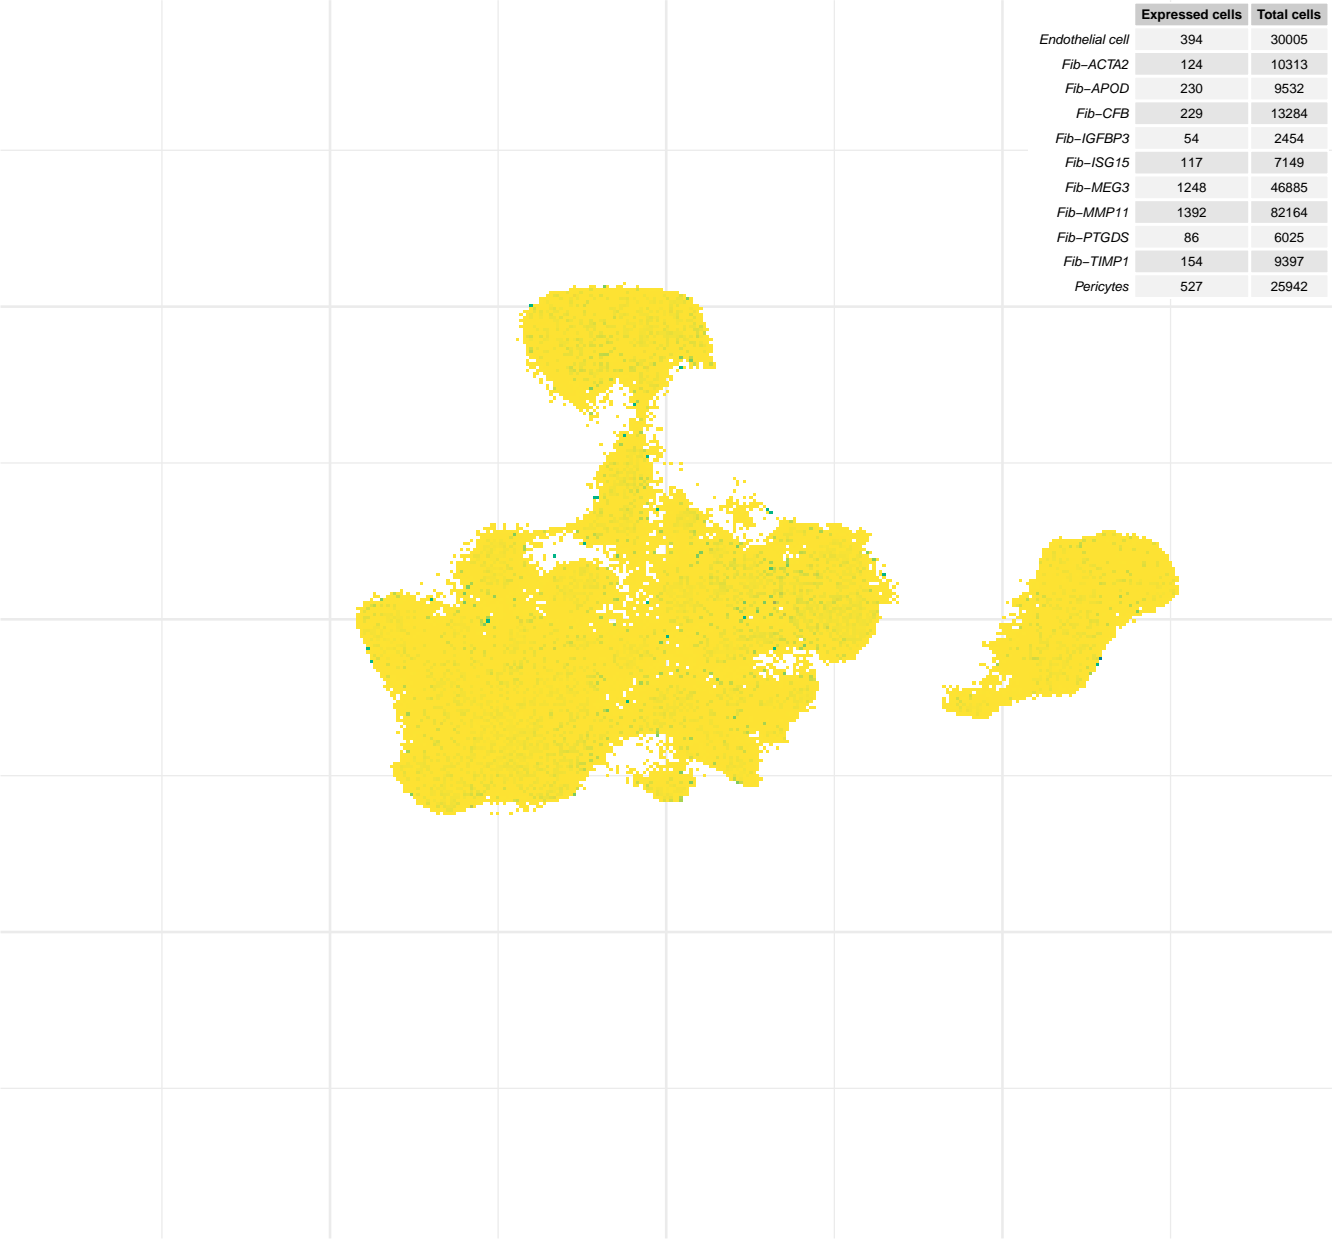 Expressed cells Total cells
Endothelial cell 394 30005
Fib−ACTA2 124 10313
Fib−APOD 230 9532
Fib−CFB 229 13284
Fib−IGFBP3 54 2454
Fib−ISG15 117 7149
Fib−MEG3 1248 46885
Fib−MMP11 1392 82164
Fib−PTGDS 86 6025
Fib−TIMP1 154 9397
Pericytes 527 25942